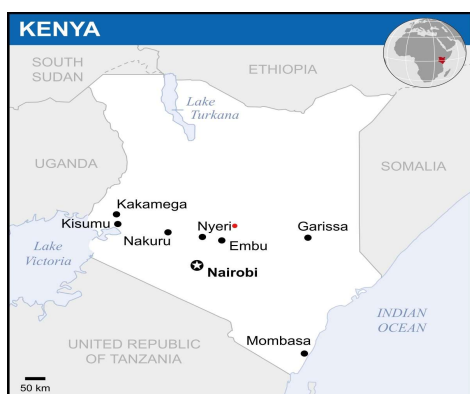 KENYA
SOUTH
SUDAN
ETHIOPIA
Lake
Turkana
UGANDA
SOMALIA
Kakamega
Kisumu
Nyeri
Garissa
Nakuru
Embu
Lake
Victoria
Nairobi
INDIAN
OCEAN
UNITED REPUBLIC
OF TANZANIA
Mombasa
50 km